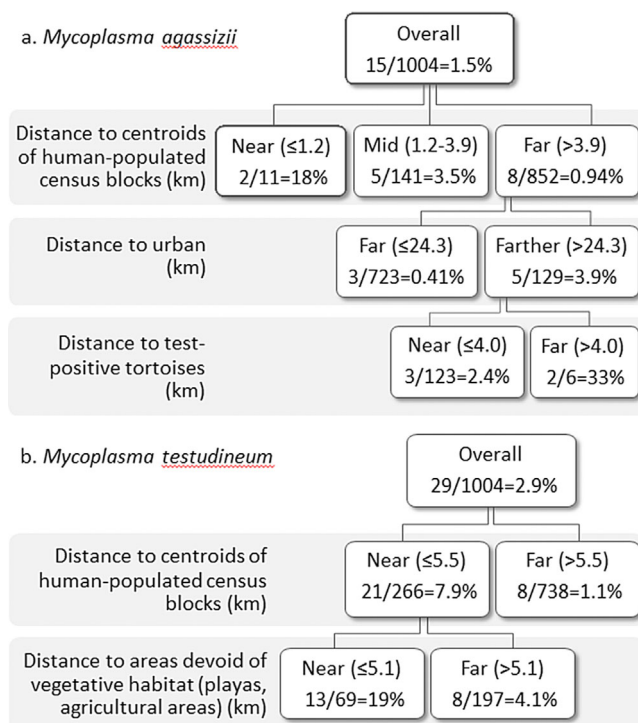 a. Mycoplasma agassizii
Overall
15/1004=1.5%
Distance to centroids
of human-populated
census blocks (km)
Near (≤1.2)
2/11=18%
Mid (1.2-3.9)
5/141=3.5%
Far (>3.9)
8/852=0.94%
Distance to urban
(km)
Far (≤24.3)
3/723=0.41%
Farther (>24.3)
5/129=3.9%
Distance to test-
positive tortoises
(km)
Near (≤4.0)
3/123=2.4%
Far (>4.0)
2/6=33%
b. Mycoplasma testudineum
Overall
29/1004=2.9%
Distance to centroids of
human-populated census
blocks (km)
Near (≤5.5)
21/266=7.9%
Far (>5.5)
8/738=1.1%
Distance to areas devoid of
vegetative habitat (playas,
agricultural areas) (km)
Near (≤5.1)
13/69=19%
Far (>5.1)
8/197=4.1%